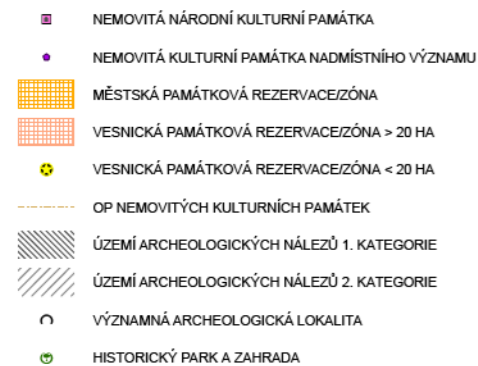 NEMOVITÁ NÁRODNÍ KULTURNÍ PAMÁTKA
NEMOVITÁ KULTURNÍ PAMÁTKA NADMÍSTNÍHO VÝZNAMU
MĚSTSKÁ PAMÁTKOVÁ REZERVACE/ZÓNA
VESNICKÁ PAMÁTKOVÁ REZERVACE/ZÓNA > 20 HA
VESNICKÁ PAMÁTKOVÁ REZERVACE/ZÓNA < 20 HA
OP NEMOVITÝCH KULTURNÍCH PAMÁTEK
ÚZEMÍ ARCHEOLOGICKÝCH NÁLEZŮ 1. KATEGORIE
ÚZEMÍ ARCHEOLOGICKÝCH NÁLEZŮ 2. KATEGORIE
VÝZNAMNÁ ARCHEOLOGICKÁ LOKALITA
HISTORICKÝ PARK A ZAHRADA